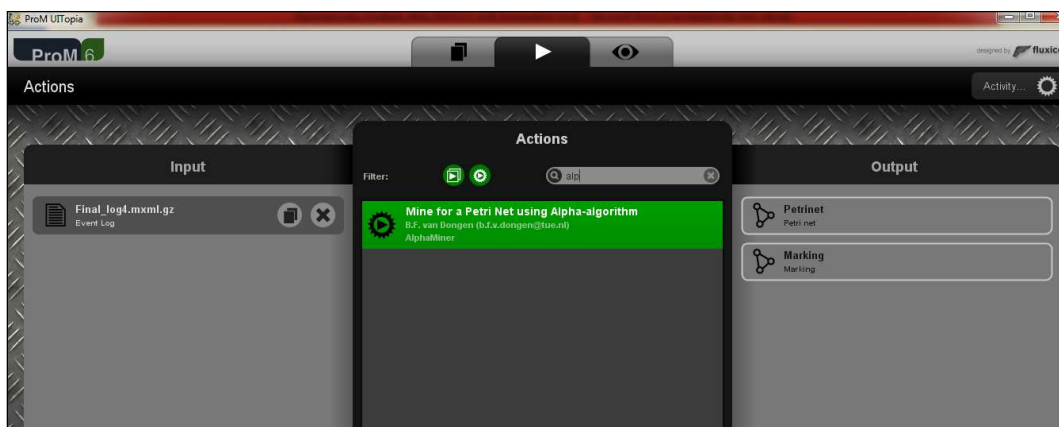 ProM UITopia
ProM 6
designed by fluxice
Actions
Activity...
Input
Final_log4.mxml.gz
Event Log
Actions
Filter:
alp
Mine for a Petri Net using Alpha-algorithm
B.F. van Dongen (b.f.v.dongen@tue.nl)
AlphaMiner
Output
Petrinet
Petri net
Marking
Marking